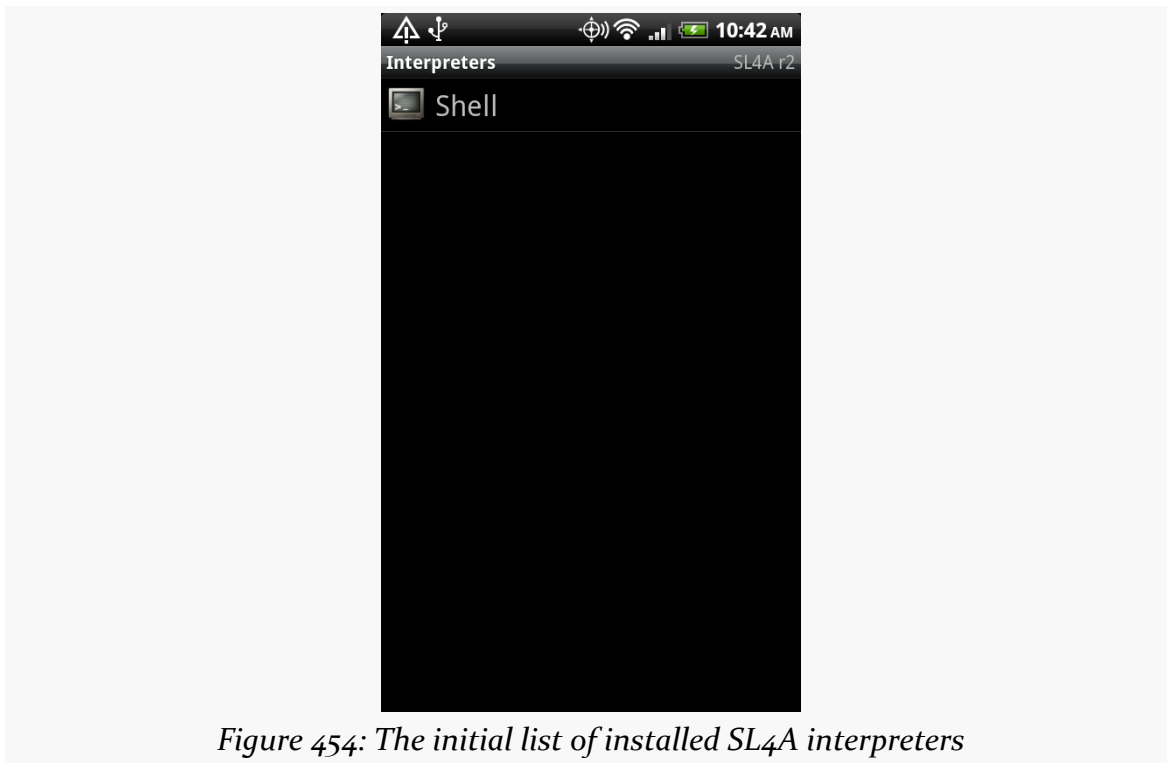 10:42 AM
Interpreters SL4A r2
>_ Shell
Figure 454: The initial list of installed SL4A interpreters